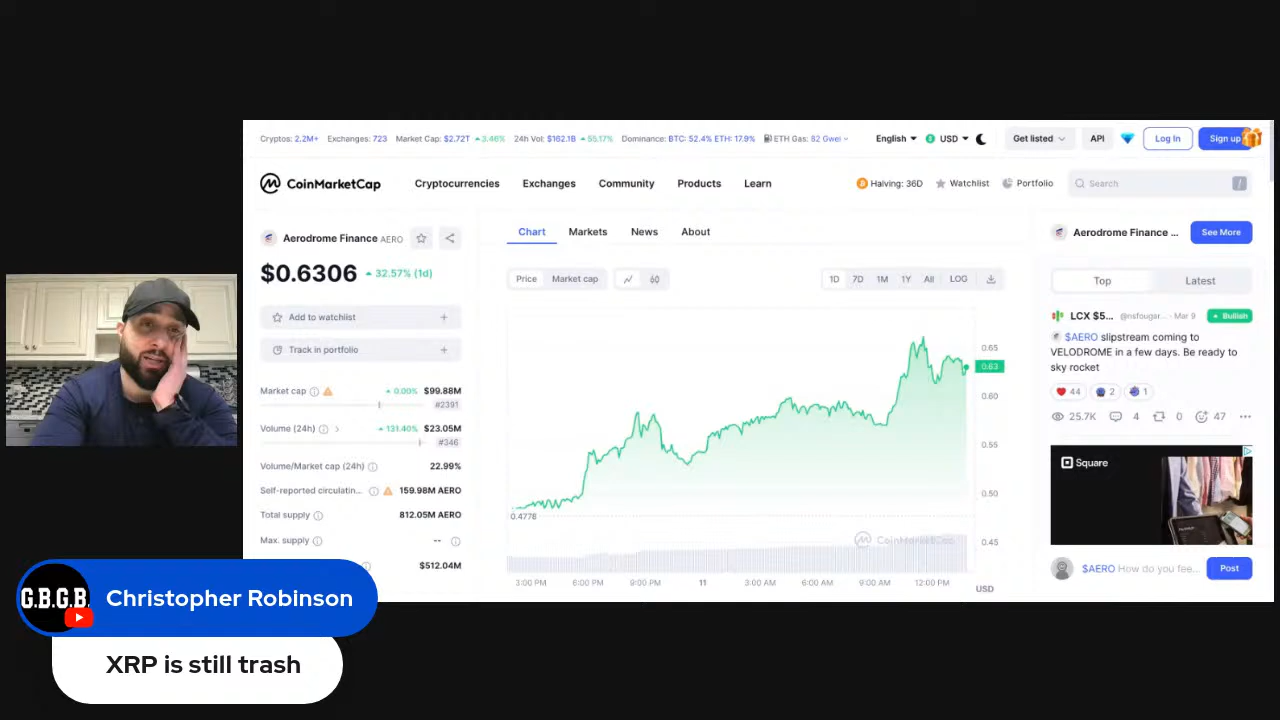 Cryptos: 2.2M+ Exchanges: 723 Market Cap: $2.72T 3.46% 24h Vol: $162.1B 55.17% Dominance: BTC: 52.4% ETH: 17.9% ETH Gas: 82 Gwei English USD Get listed API Log In Sign up
CoinMarketCap Cryptocurrencies Exchanges Community Products Learn Halving: 36D Watchlist Portfolio Search /
Aerodrome Finance AERO
$0.6306 32.57% (1d)
Add to watchlist +
Track in portfolio +
Market cap 0.00% $99.88M
#2391
Volume (24h) 131.40% $23.05M
#346
Volume/Market cap (24h) 22.99%
Self-reported circulatin... 159.98M AERO
Total supply 812.05M AERO
Max. supply --
$512.04M
Chart Markets News About
Price Market cap 1D 7D 1M 1Y All LOG
0.65
0.63
0.60
0.55
0.50
0.45
0.4778
CoinMarketCap
3:00 PM 6:00 PM 9:00 PM 11 3:00 AM 6:00 AM 9:00 AM 12:00 PM
USD
Aerodrome Finance ... See More
Top Latest
LCX $5... @nsfougar... · Mar 9 Bullish
$AERO slipstream coming to
VELODROME in a few days. Be ready to
sky rocket
44 2 1
25.7K 4 0 47
Square
$AERO How do you fee... Post
G.B.G.B. Christopher Robinson
XRP is still trash